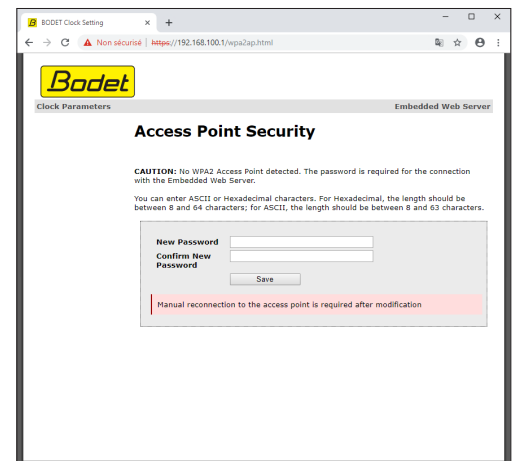 BODET Clock Setting
Non sécurisé | https://192.168.100.1/wpa2ap.html
Bodet
Clock Parameters
Embedded Web Server
Access Point Security
CAUTION: No WPA2 Access Point detected. The password is required for the connection
with the Embedded Web Server.
You can enter ASCII or Hexadecimal characters. For Hexadecimal, the length should be
between 8 and 64 characters; for ASCII, the length should be between 8 and 63 characters.
New Password
Confirm New
Password
Save
Manual reconnection to the access point is required after modification